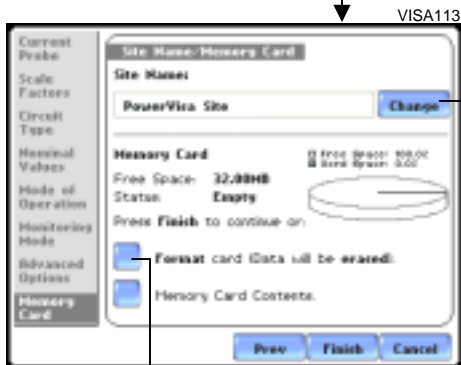 VISA113
Current
Probe
Scale
Factors
Circuit
Type
Nominal
Values
Mode of
Operation
Monitoring
Mode
Advanced
Options
Memory
Card
Site Name/Memory Card
Site Name:
PowerVisa Site
Change
Memory Card
Free Space: 100.0%
Used Space: 0.0%
Free Space: 32.00MB
Status: Empty
Press Finish to continue or:
Format card (Data will be erased).
Memory Card Contents.
Prev
Finish
Cancel